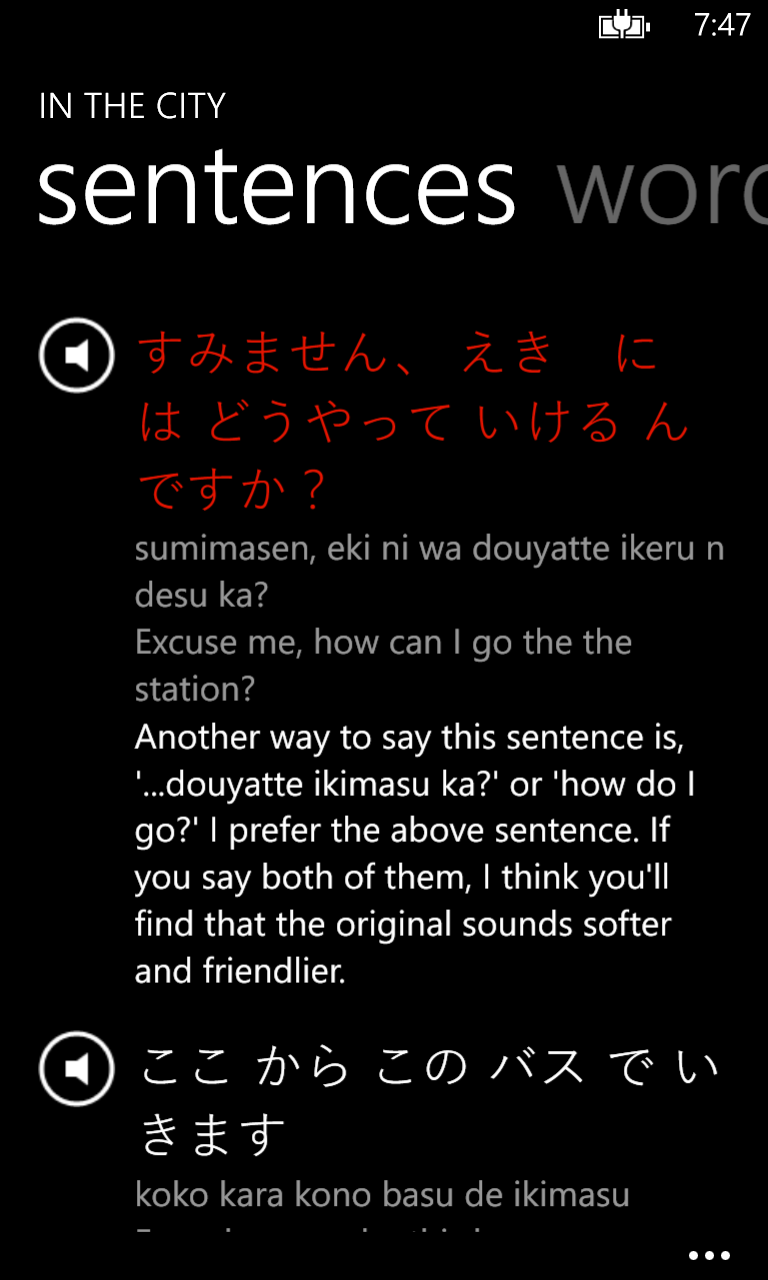 7:47
IN THE CITY
sentences wor
すみません、 えき　に
は どうやって いける ん
ですか？
sumimasen, eki ni wa douyatte ikeru n
desu ka?
Excuse me, how can I go the the
station?
Another way to say this sentence is,
'...douyatte ikimasu ka?' or 'how do I
go?' I prefer the above sentence. If
you say both of them, I think you'll
find that the original sounds softer
and friendlier.
ここ から この バス で い
きます
koko kara kono basu de ikimasu